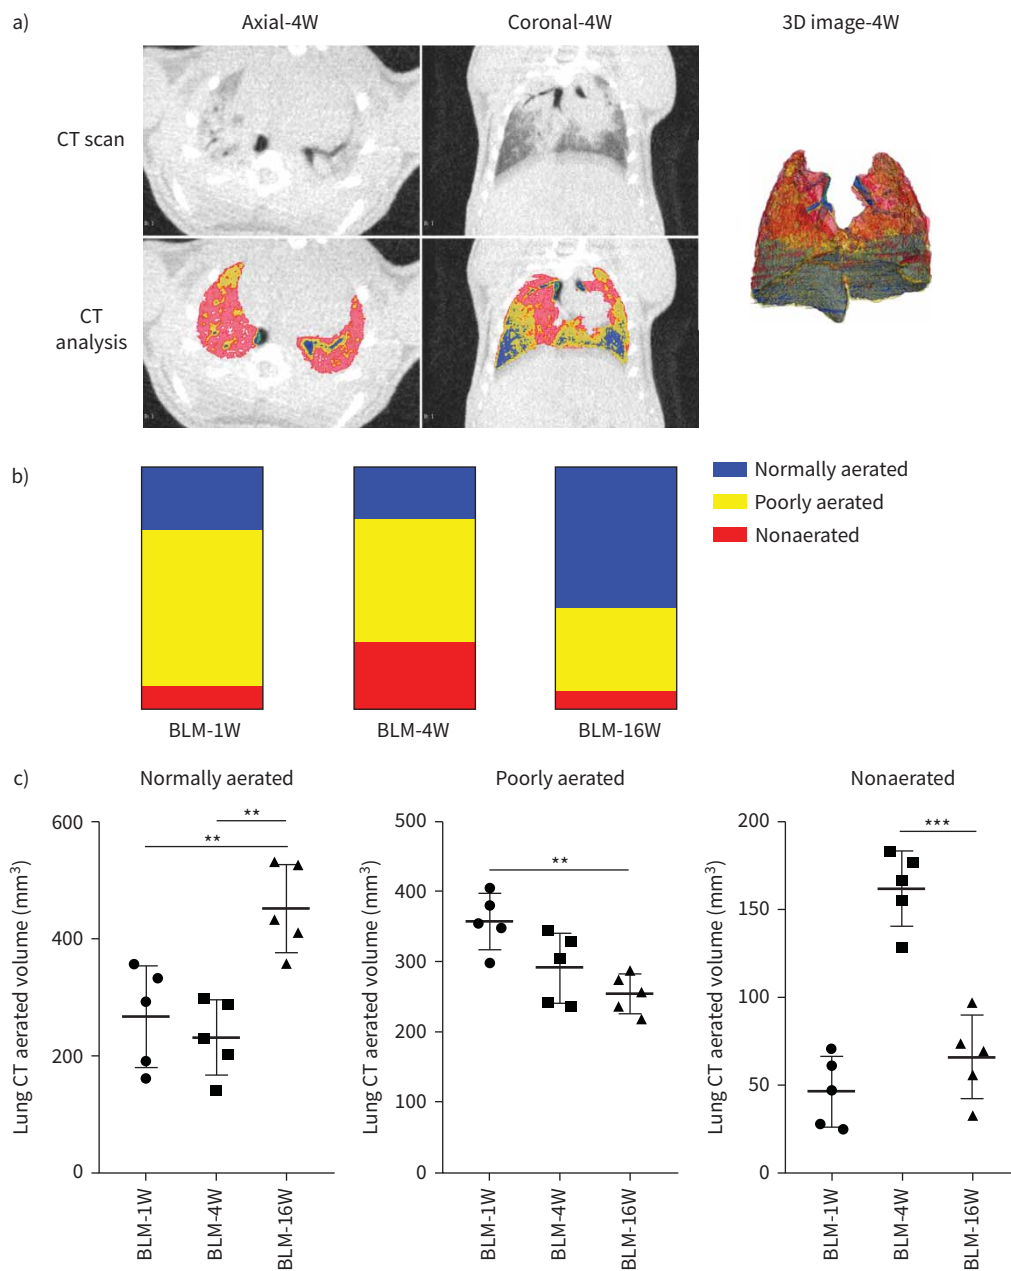 a)
Axial-4W
Coronal-4W
3D image-4W
CT scan
CT
analysis
b)
Normally aerated
Poorly aerated
Nonaerated
BLM-1W
BLM-4W
BLM-16W
c)
Normally aerated
Poorly aerated
Nonaerated
Lung CT aerated volume (mm³)
600
400
200
0
**
**
BLM-1W
BLM-4W
BLM-16W
Lung CT aerated volume (mm³)
500
400
300
200
100
0
**
BLM-1W
BLM-4W
BLM-16W
Lung CT aerated volume (mm³)
200
150
100
50
0
***
BLM-1W
BLM-4W
BLM-16W